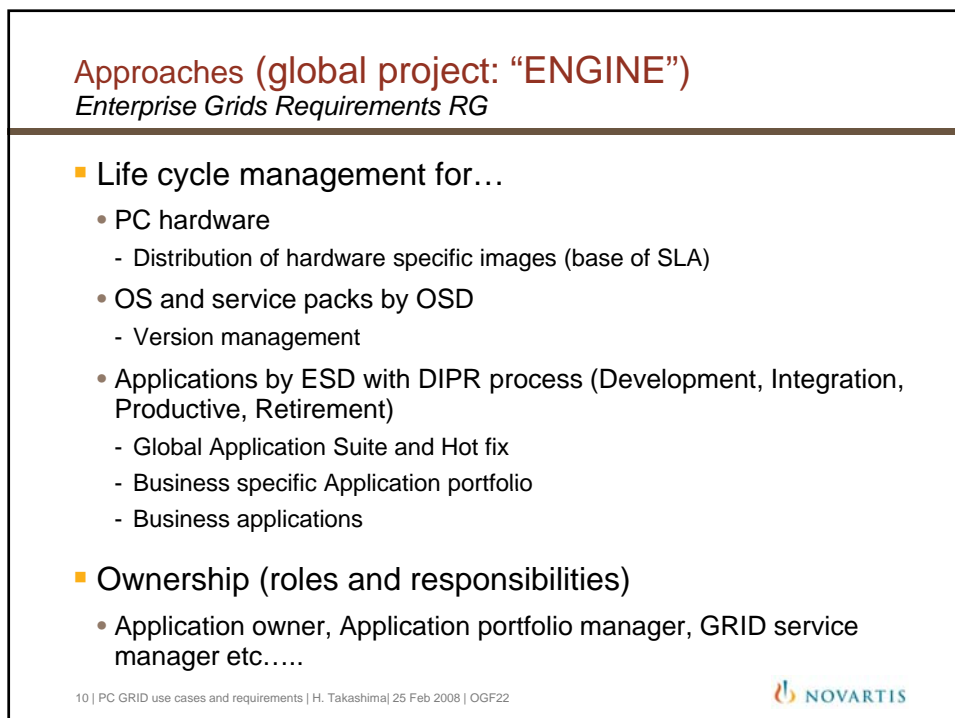 Approaches (global project: “ENGINE”)
Enterprise Grids Requirements RG
▪ Life cycle management for…
• PC hardware
- Distribution of hardware specific images (base of SLA)
• OS and service packs by OSD
- Version management
• Applications by ESD with DIPR process (Development, Integration,
Productive, Retirement)
- Global Application Suite and Hot fix
- Business specific Application portfolio
- Business applications
▪ Ownership (roles and responsibilities)
• Application owner, Application portfolio manager, GRID service
manager etc…..
10 | PC GRID use cases and requirements | H. Takashima| 25 Feb 2008 | OGF22
NOVARTIS